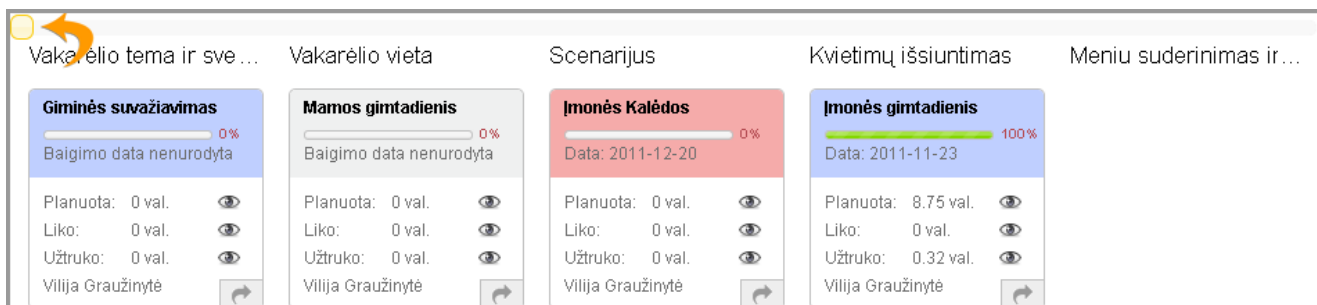 Vakarėlio tema ir sve... Vakarėlio vieta Scenarijus Kvietimų išsiuntimas Meniu suderinimas ir...
Giminės suvažiavimas Mamos gimtadienis Įmonės Kalėdos Įmonės gimtadienis
0% 0% 0% 100%
Baigimo data nenurodyta Baigimo data nenurodyta Data: 2011-12-20 Data: 2011-11-23
Planuota: 0 val. Planuota: 0 val. Planuota: 0 val. Planuota: 8.75 val.
Liko: 0 val. Liko: 0 val. Liko: 0 val. Liko: 0 val.
Užtruko: 0 val. Užtruko: 0 val. Užtruko: 0 val. Užtruko: 0.32 val.
Vilija Graužinytė Vilija Graužinytė Vilija Graužinytė Vilija Graužinytė